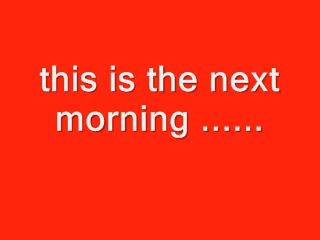 this is the next
morning ......